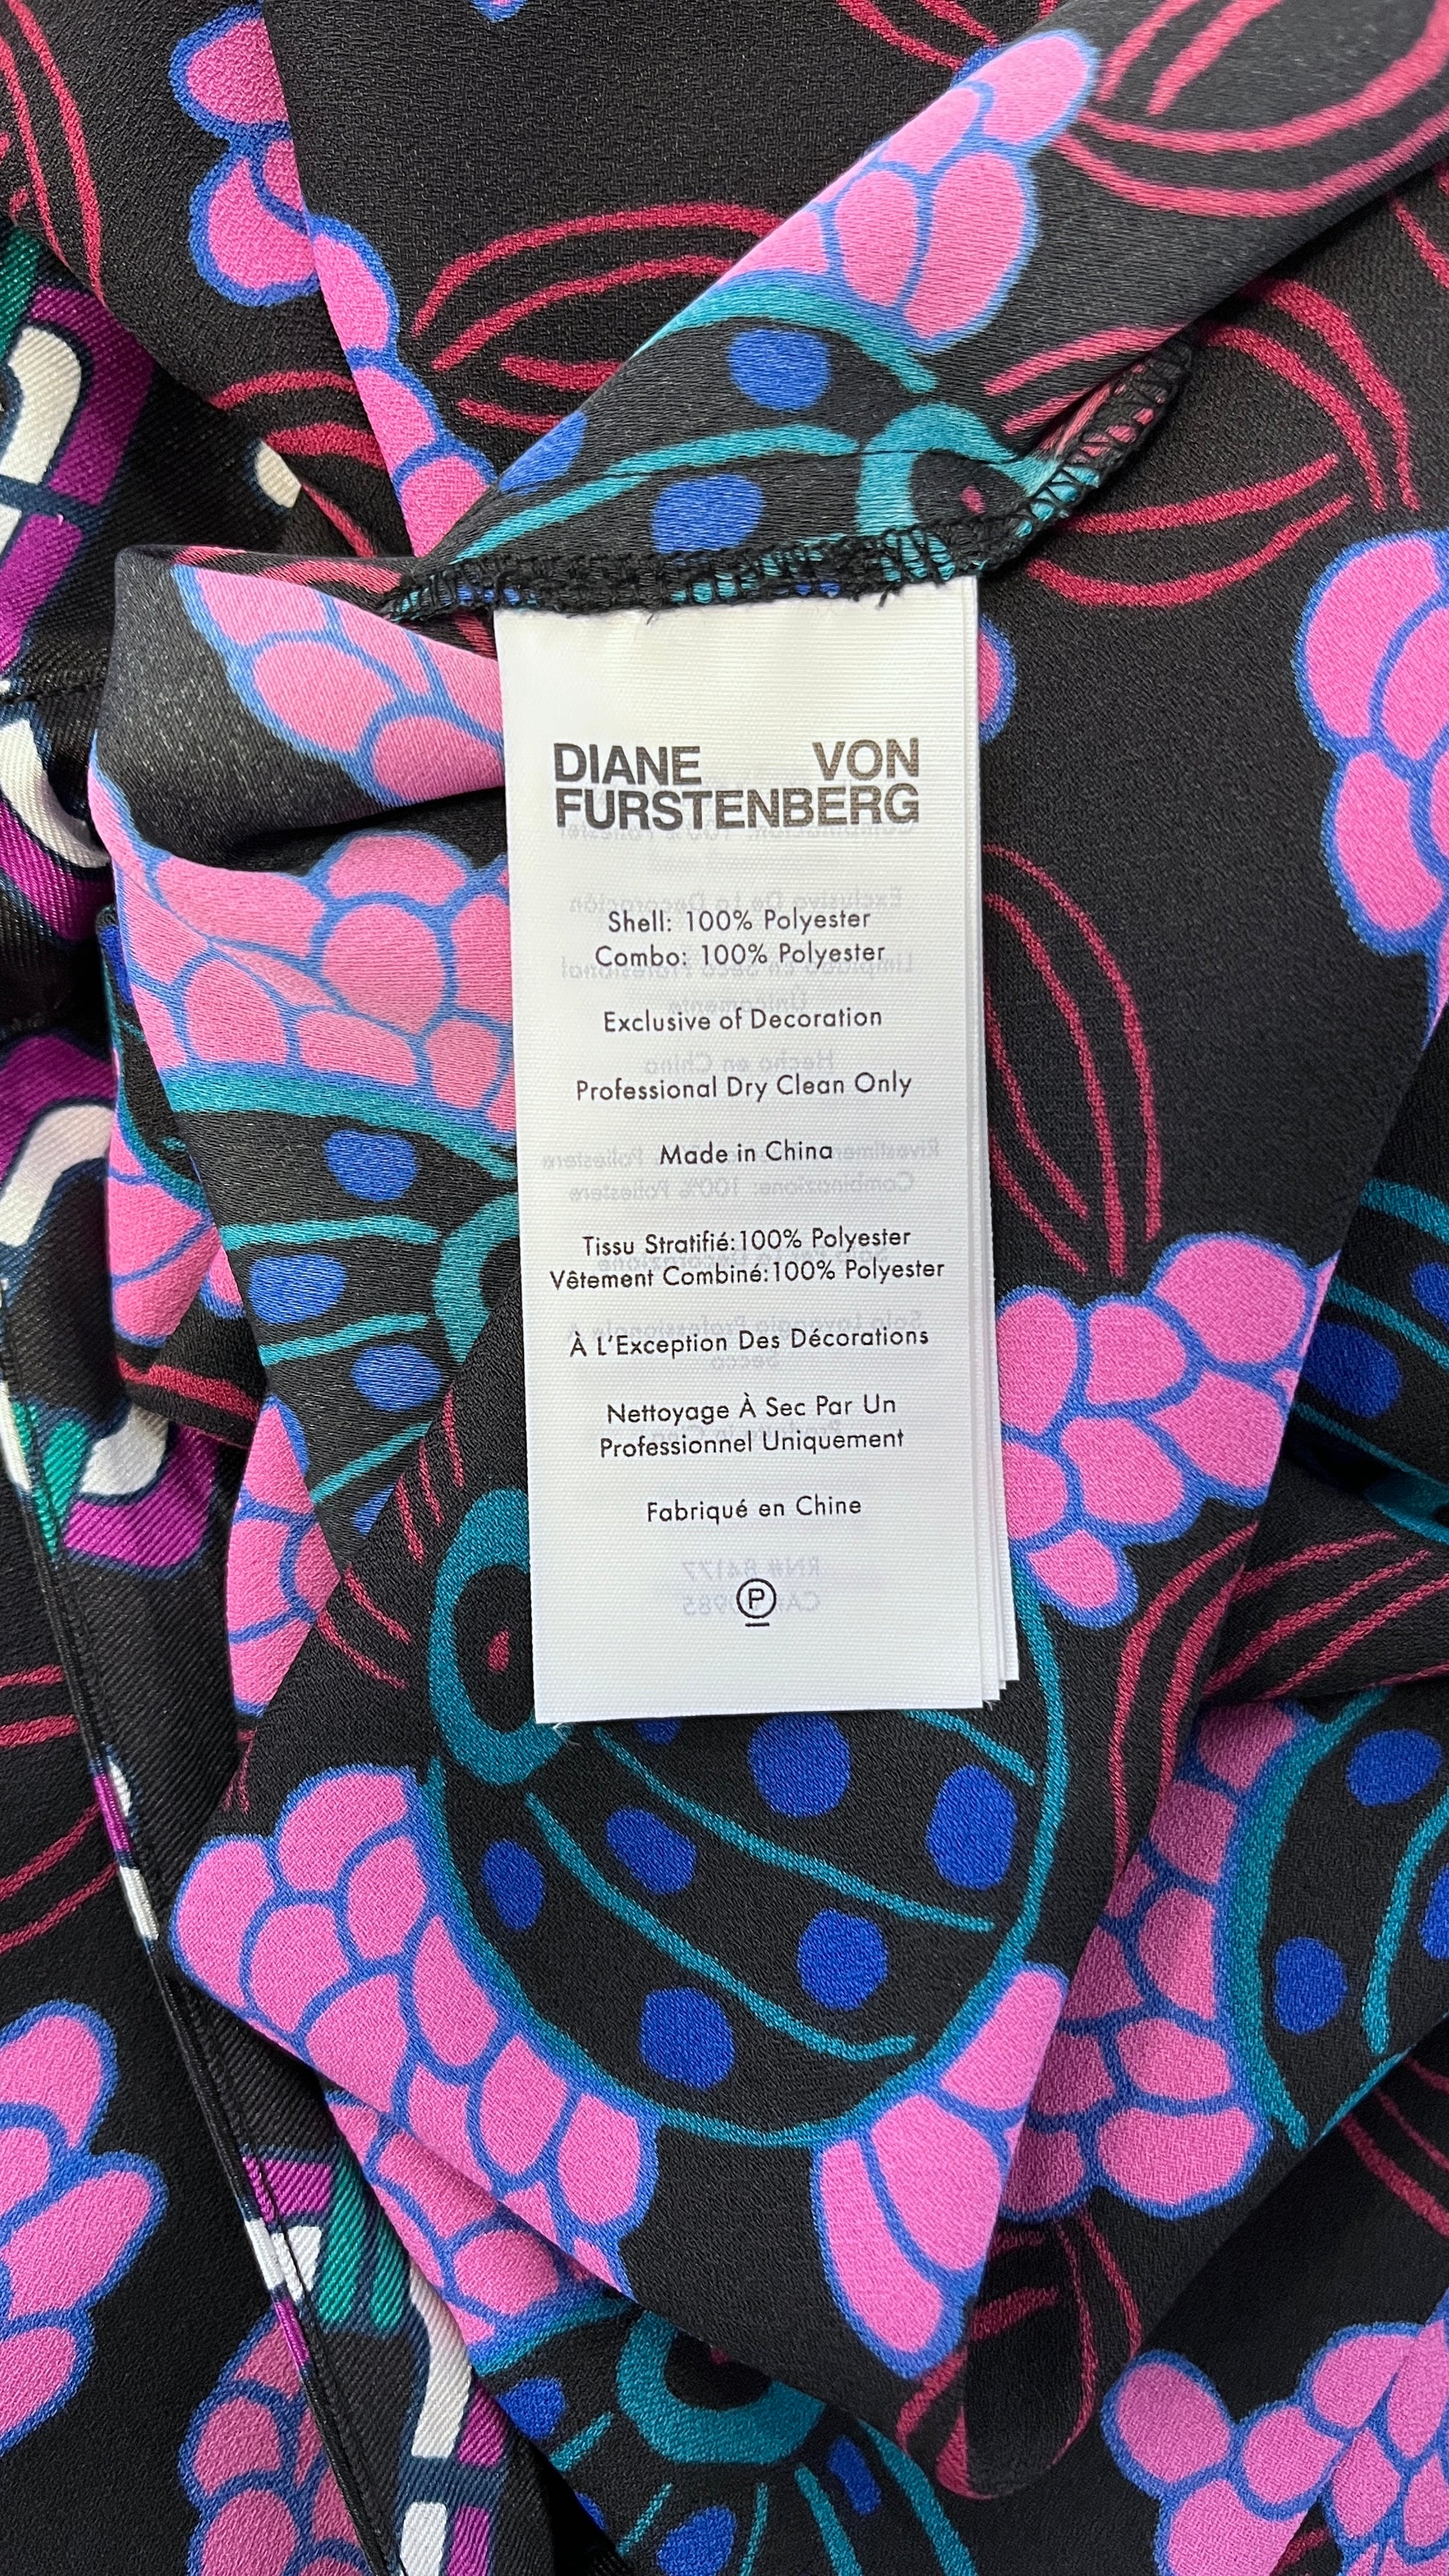 DIANE VON
FURSTENBERG
Shell: 100% Polyester
Combo: 100% Polyester
Exclusive of Decoration
Professional Dry Clean Only
Made in China
Tissu Stratifié:100% Polyester
Vêtement Combiné:100% Polyester
À L'Exception Des Décorations
Nettoyage À Sec Par Un
Professionnel Uniquement
Fabriqué en Chine
P